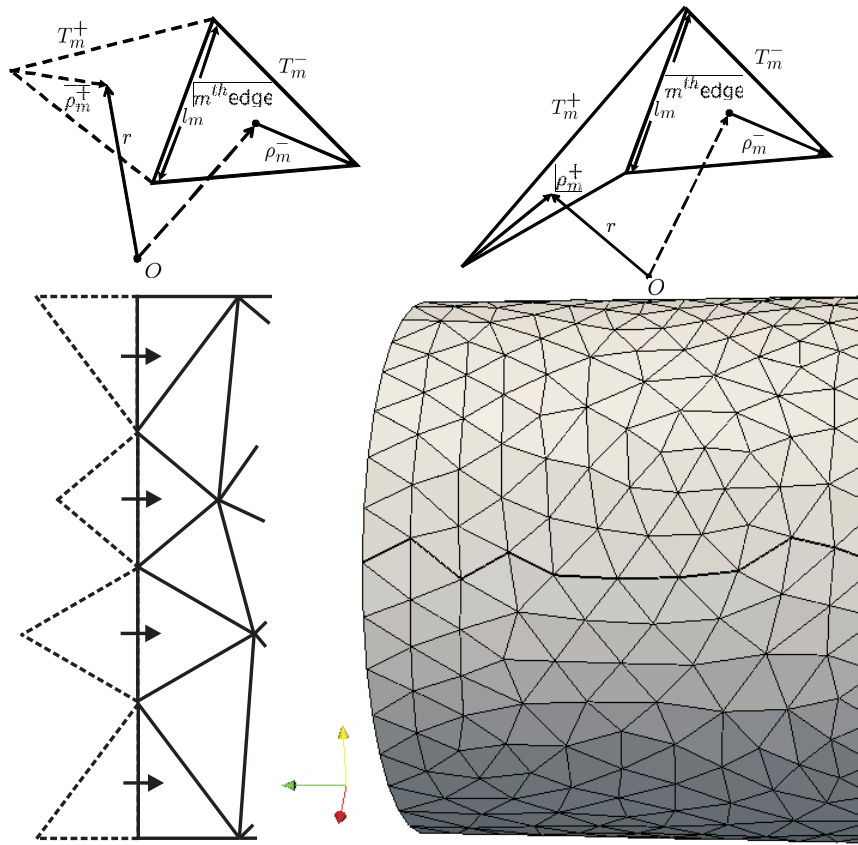 T_m^+
T_m^-
m^{th} edge
l_m
ρ_m^+
r
ρ_m^-
O
T_m^-
T_m^+
m^{th} edge
l_m
ρ_m^-
ρ_m^+
r
O